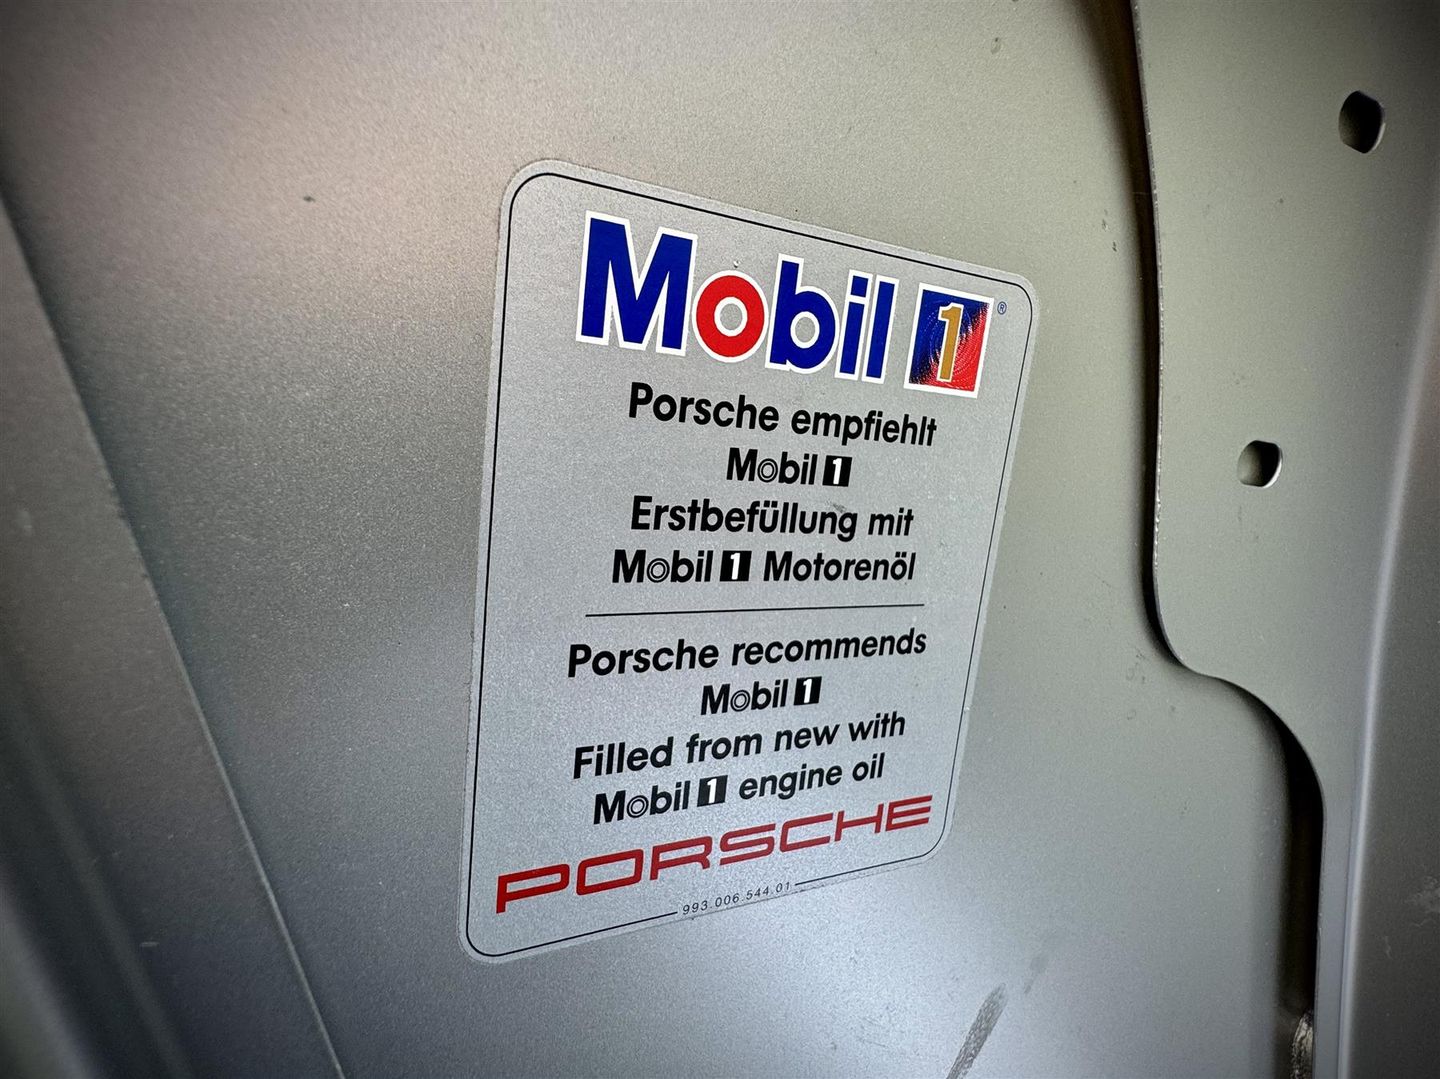 Mobil 1®
Porsche empfiehlt
Mobil 1
Erstbefüllung mit
Mobil 1 Motorenöl
Porsche recommends
Mobil 1
Filled from new with
Mobil 1 engine oil
PORSCHE
993.006.544.01